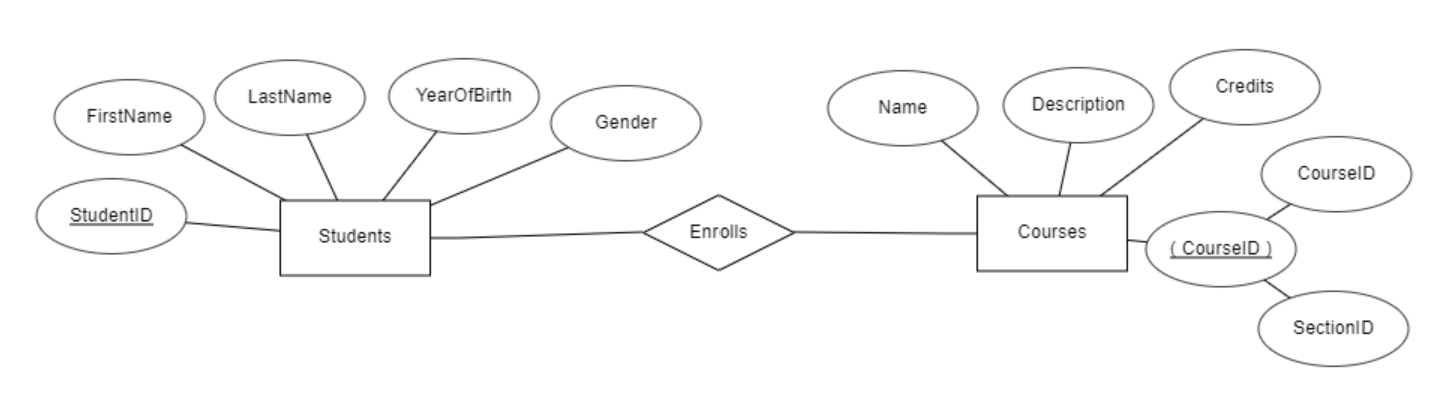 FirstName
LastName
YearOfBirth
Gender
StudentID
Students
Enrolls
Name
Description
Credits
Courses
CourseID
( CourseID )
SectionID